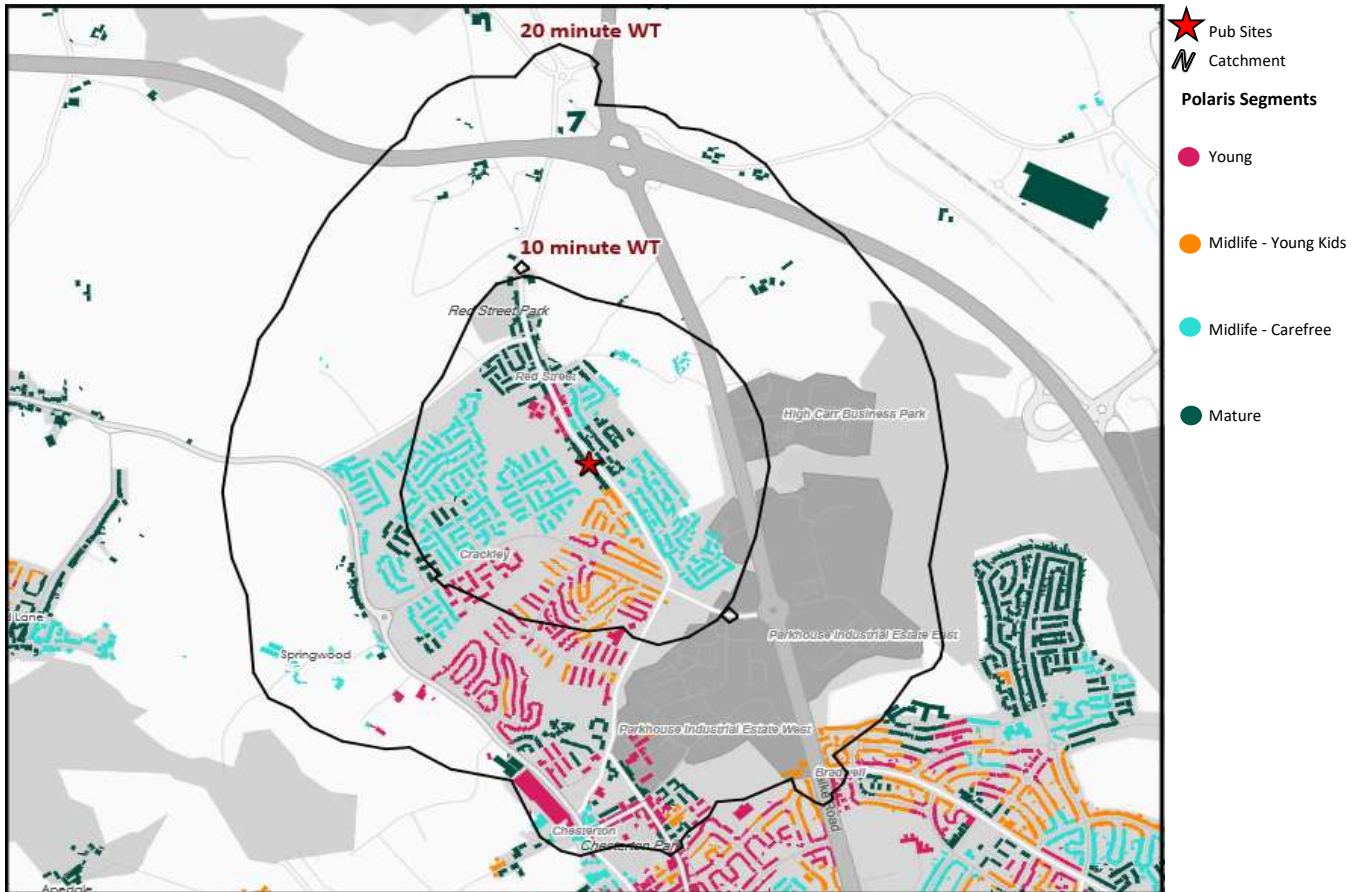 20 minute WT
Pub Sites
Catchment
Polaris Segments
Young
Midlife - Young Kids
Midlife - Carefree
Mature
10 minute WT
Red Street Park
Red Street
High Carr Business Park
Crackley
Lane
Springwood
Parkhouse Industrial Estate East
Parkhouse Industrial Estate West
Bradwell
Road
Chesterton
Chesterton Park
Apedale